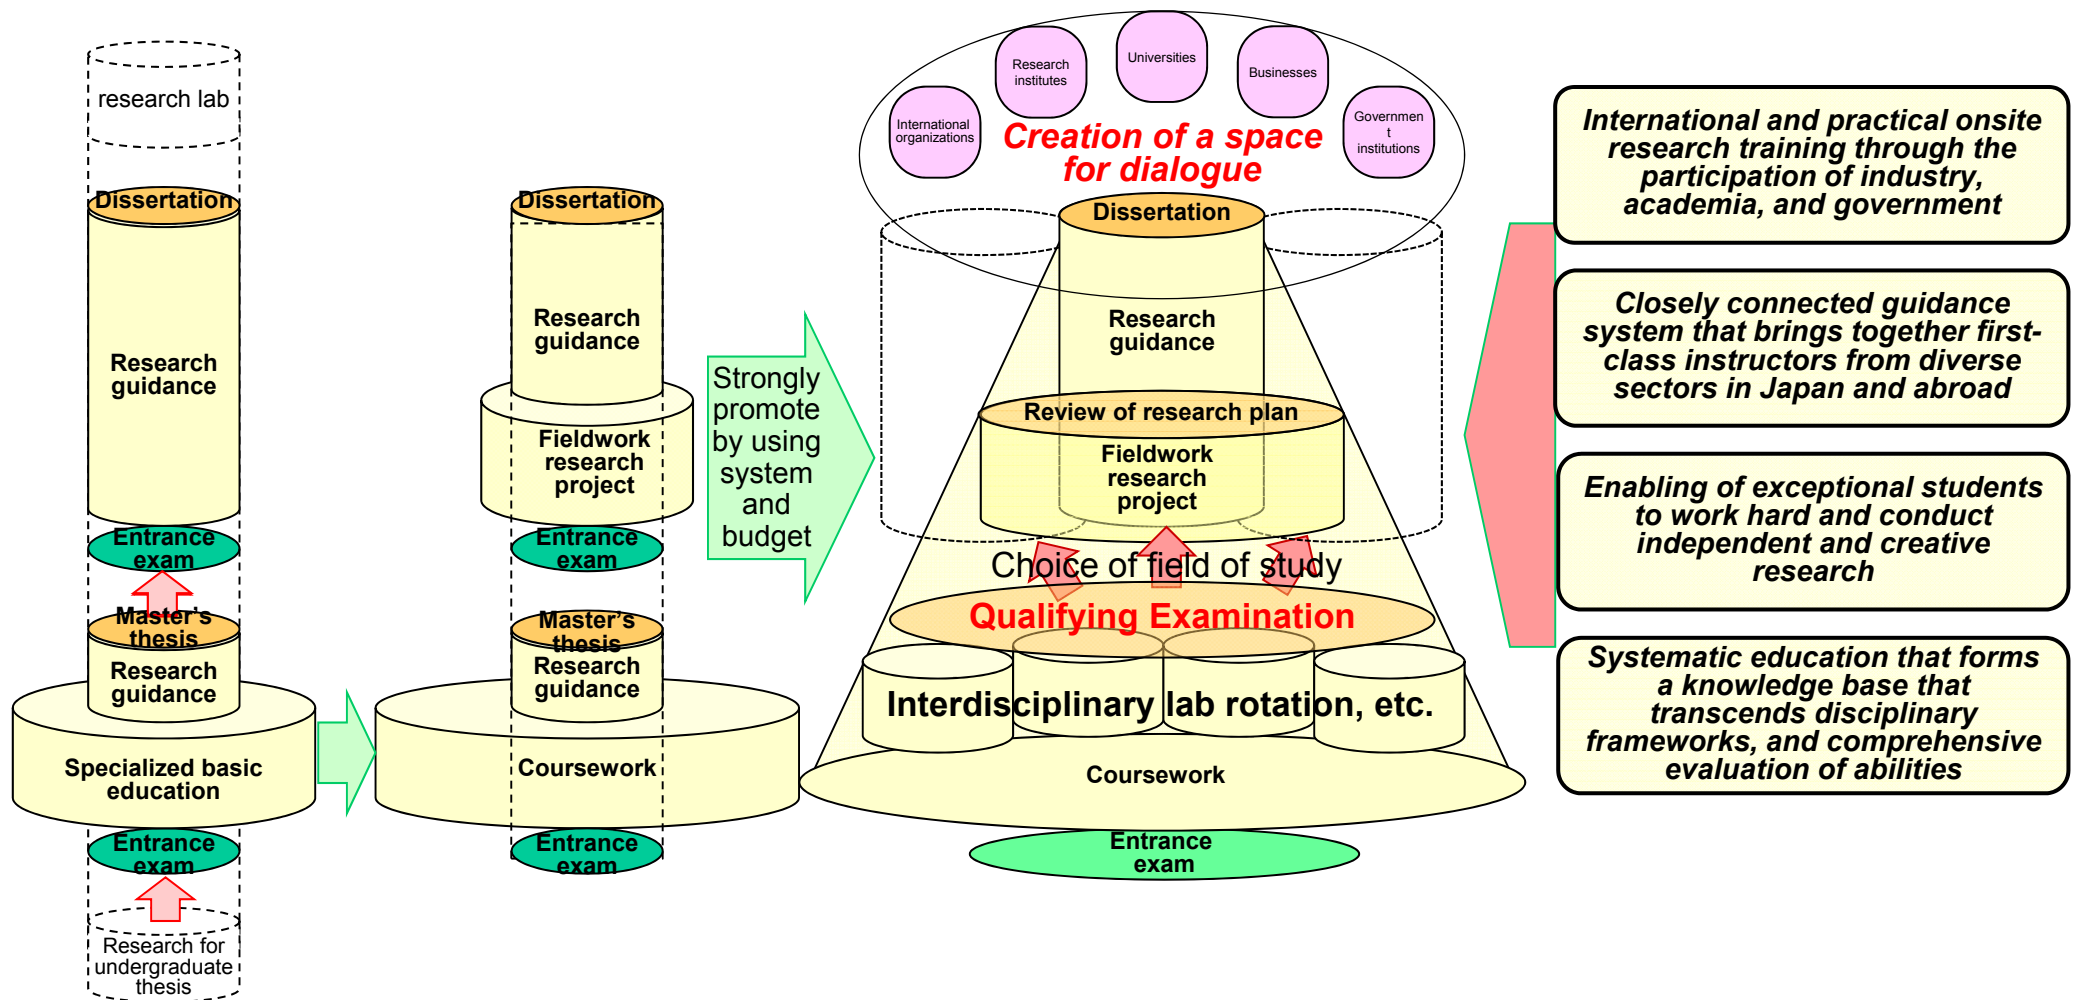 research lab
Dissertation
Research
guidance
Entrance
exam
Master's
thesis
Research
guidance
Specialized basic
education
Entrance
exam
Research for
undergraduate
thesis
Dissertation
Research
guidance
Fieldwork
research
project
Entrance
exam
Master's
thesis
Research
guidance
Coursework
Entrance
exam
Strongly
promote
by using
system
and
budget
International
organizations
Research
institutes
Universities
Businesses
Governmen
t
institutions
Creation of a space
for dialogue
Dissertation
Research
guidance
Review of research plan
Fieldwork
research
project
Choice of field of study
Qualifying Examination
Interdisciplinary lab rotation, etc.
Coursework
Entrance
exam
International and practical onsite
research training through the
participation of industry,
academia, and government
Closely connected guidance
system that brings together first-
class instructors from diverse
sectors in Japan and abroad
Enabling of exceptional students
to work hard and conduct
independent and creative
research
Systematic education that forms
a knowledge base that
transcends disciplinary
frameworks, and comprehensive
evaluation of abilities